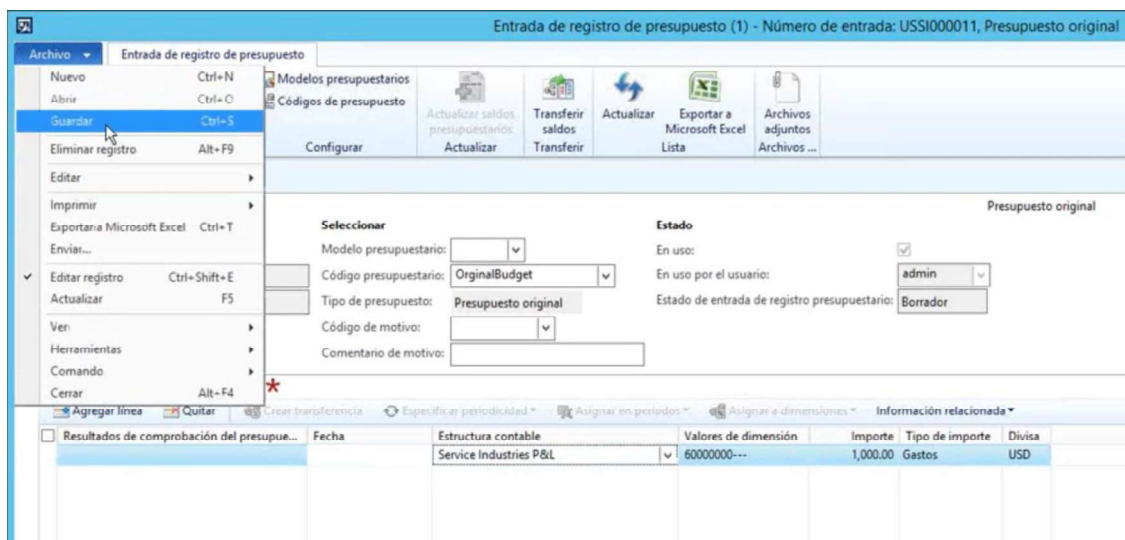 Entrada de registro de presupuesto (1) - Número de entrada: USSI000011, Presupuesto original
Archivo
Entrada de registro de presupuesto
Nuevo Ctrl+N
Abrir Ctrl+O
Guardar Ctrl+S
Eliminar registro Alt+F9
Editar
Imprimir
Exportar a Microsoft Excel Ctrl+T
Enviar...
Editar registro Ctrl+Shift+E
Actualizar F5
Ver
Herramientas
Comando
Cerrar Alt+F4
Modelos presupuestarios
Códigos de presupuesto
Configurar
Actualizar saldos
presupuestarios
Actualizar
Transferir
saldos
Transferir
Actualizar
Exportar a
Microsoft Excel
Lista
Archivos
adjuntos
Archivos ...
Presupuesto original
Seleccionar
Modelo presupuestario:
Código presupuestario: OrginalBudget
Tipo de presupuesto: Presupuesto original
Código de motivo:
Comentario de motivo:
Estado
En uso:
En uso por el usuario: admin
Estado de entrada de registro presupuestario: Borrador
*
Agregar línea Quitar Crear transferencia Especificar periodicidad Asignar en períodos Asignar a dimensiones Información relacionada
Resultados de comprobación del presupue... Fecha Estructura contable Valores de dimensión Importe Tipo de importe Divisa
Service Industries P&L 60000000--- 1,000.00 Gastos USD